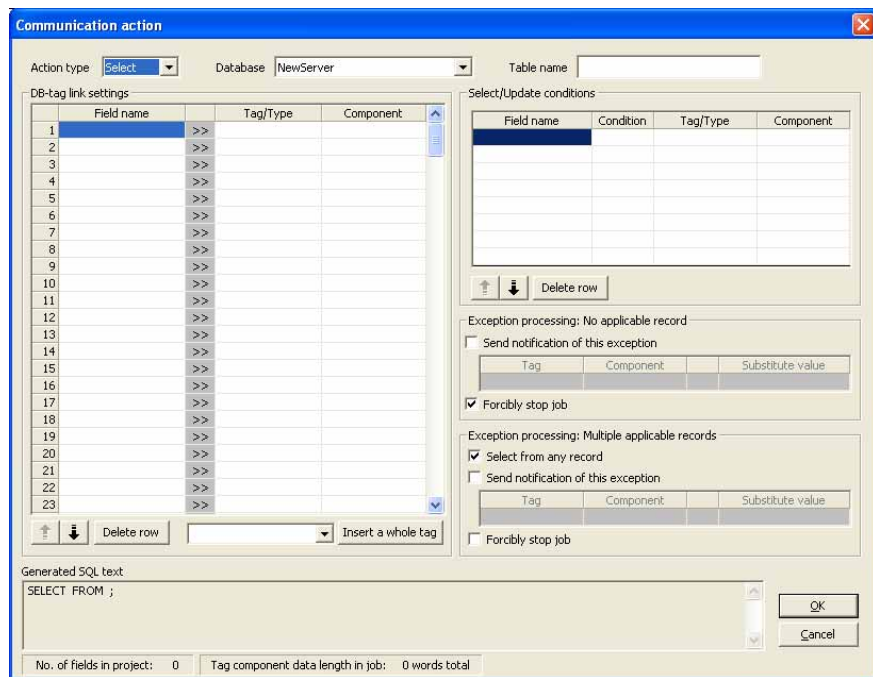 Communication action
Action type Select Database NewServer Table name
DB-tag link settings
Field name Tag/Type Component
1 >>
2 >>
3 >>
4 >>
5 >>
6 >>
7 >>
8 >>
9 >>
10 >>
11 >>
12 >>
13 >>
14 >>
15 >>
16 >>
17 >>
18 >>
19 >>
20 >>
21 >>
22 >>
23 >>
Delete row Insert a whole tag
Select/Update conditions
Field name Condition Tag/Type Component
Delete row
Exception processing: No applicable record
Send notification of this exception
Tag Component Substitute value
Forcibly stop job
Exception processing: Multiple applicable records
Select from any record
Send notification of this exception
Tag Component Substitute value
Forcibly stop job
Generated SQL text
SELECT FROM ;
OK
Cancel
No. of fields in project: 0 Tag component data length in job: 0 words total